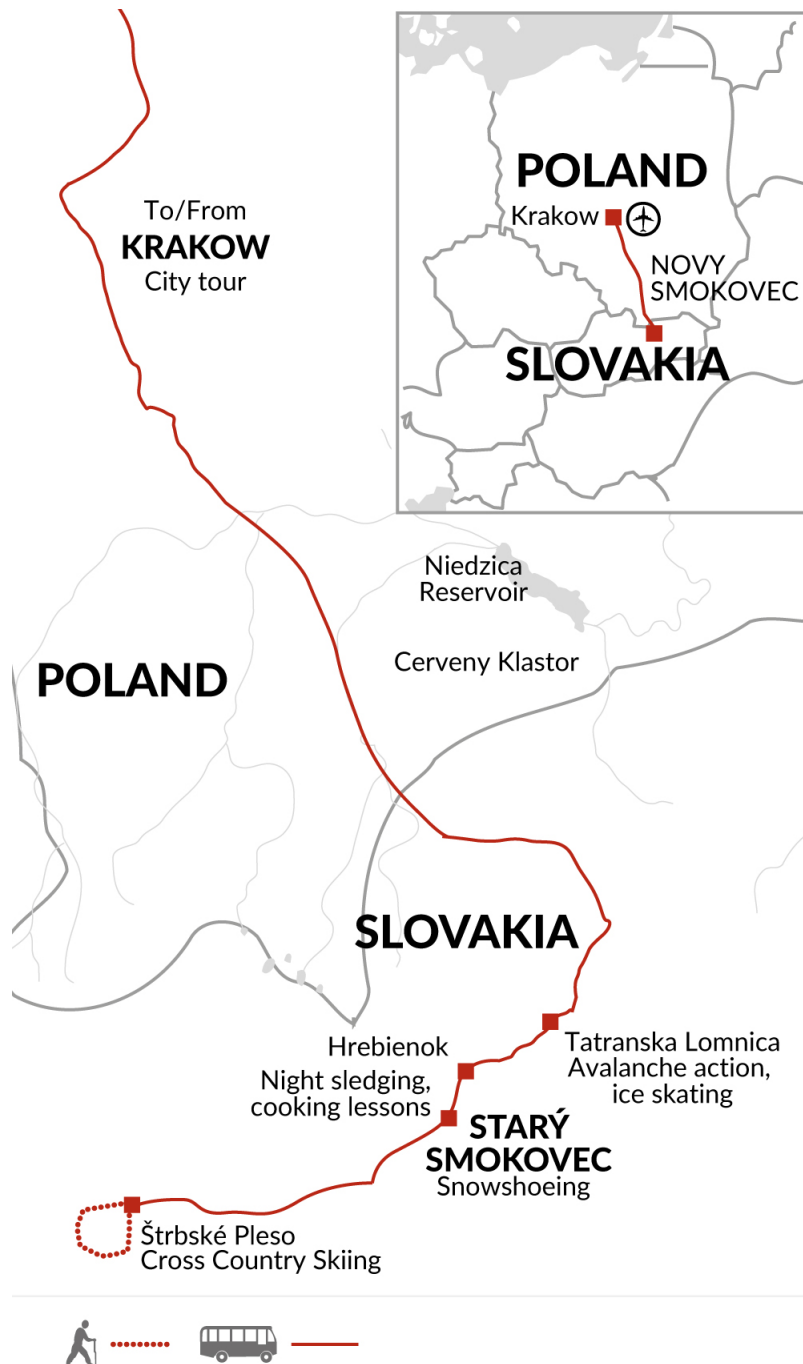 To/From
KRAKOW
City tour
POLAND
Krakow
NOVY
SMOKOVEC
SLOVAKIA
Niedzica
Reservoir
Cerveny Klastor
POLAND
SLOVAKIA
Hrebienok
Night sledging,
cooking lessons
Tatranska Lomnica
Avalanche action,
ice skating
STARÝ
SMOKOVEC
Snowshoeing
Štrbské Pleso
Cross Country Skiing